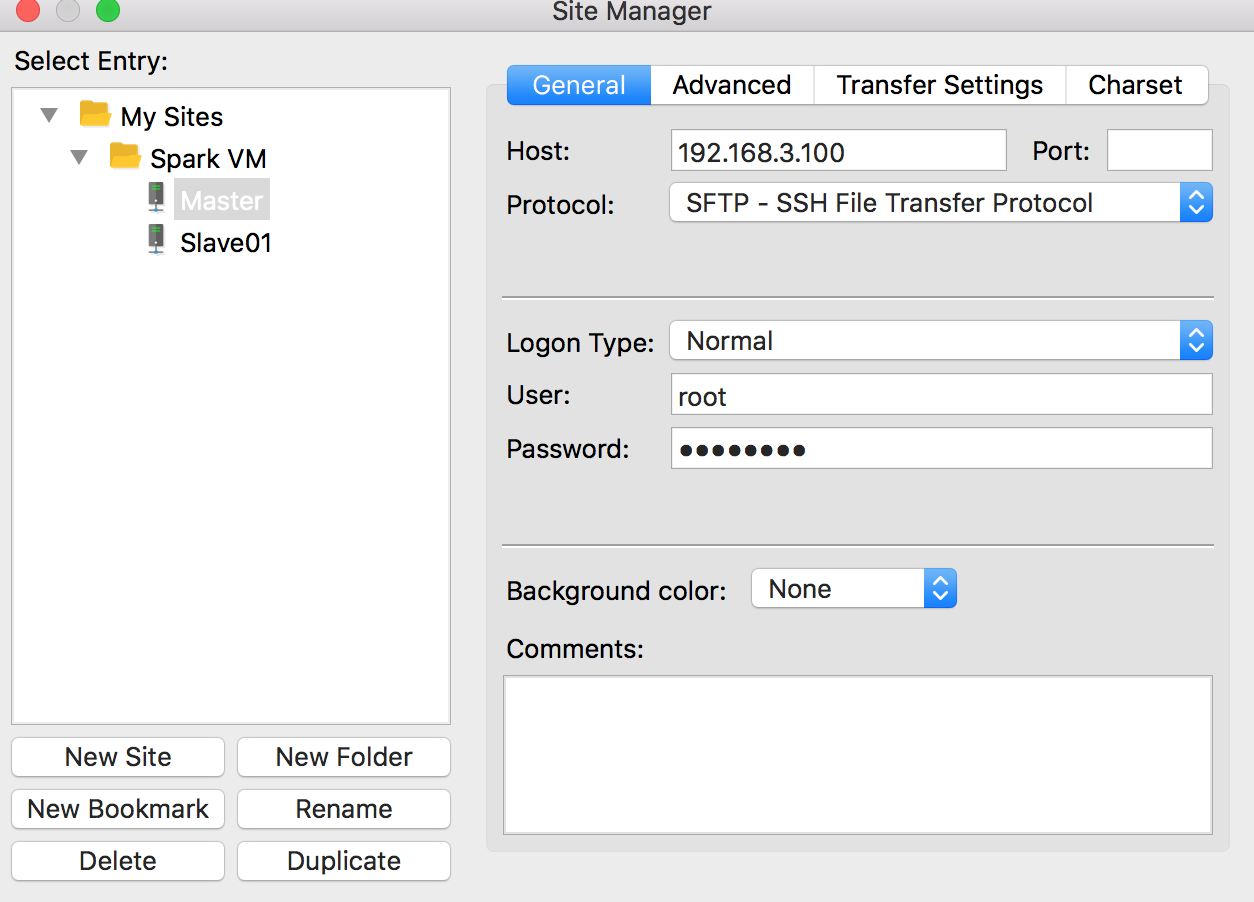 Site Manager
Select Entry:
My Sites
Spark VM
Master
Slave01
New Site
New Folder
New Bookmark
Rename
Delete
Duplicate
General
Advanced
Transfer Settings
Charset
Host:
192.168.3.100
Port:
Protocol:
SFTP - SSH File Transfer Protocol
Logon Type:
Normal
User:
root
Password:
●●●●●●●●
Background color:
None
Comments: